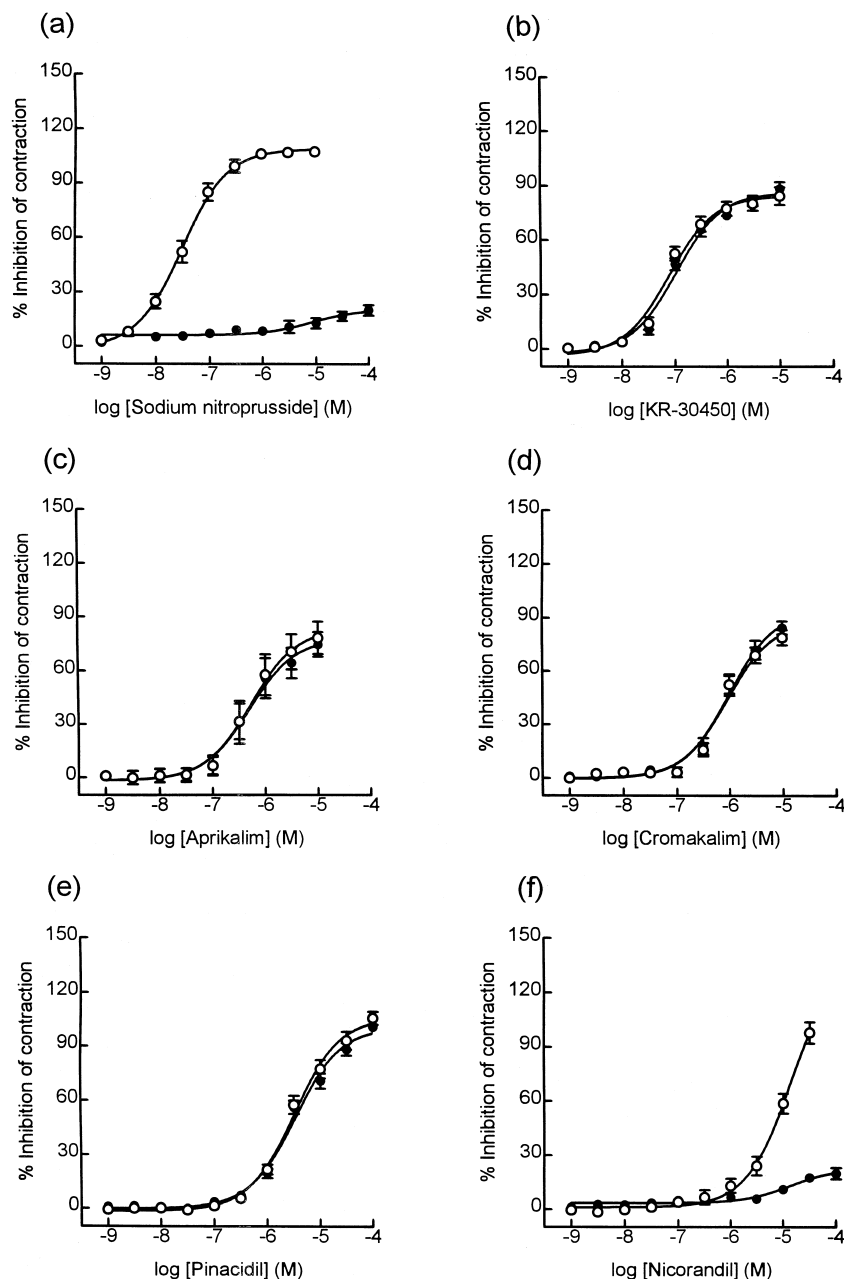 (a)
150
120
90
60
30
0
% Inhibition of contraction
-9 -8 -7 -6 -5 -4
log [Sodium nitroprusside] (M)
(b)
150
120
90
60
30
0
% Inhibition of contraction
-9 -8 -7 -6 -5 -4
log [KR-30450] (M)
(c)
150
120
90
60
30
0
% Inhibition of contraction
-9 -8 -7 -6 -5 -4
log [Aprikalim] (M)
(d)
150
120
90
60
30
0
% Inhibition of contraction
-9 -8 -7 -6 -5 -4
log [Cromakalim] (M)
(e)
150
120
90
60
30
0
% Inhibition of contraction
-9 -8 -7 -6 -5 -4
log [Pinacidil] (M)
(f)
150
120
90
60
30
0
% Inhibition of contraction
-9 -8 -7 -6 -5 -4
log [Nicorandil] (M)